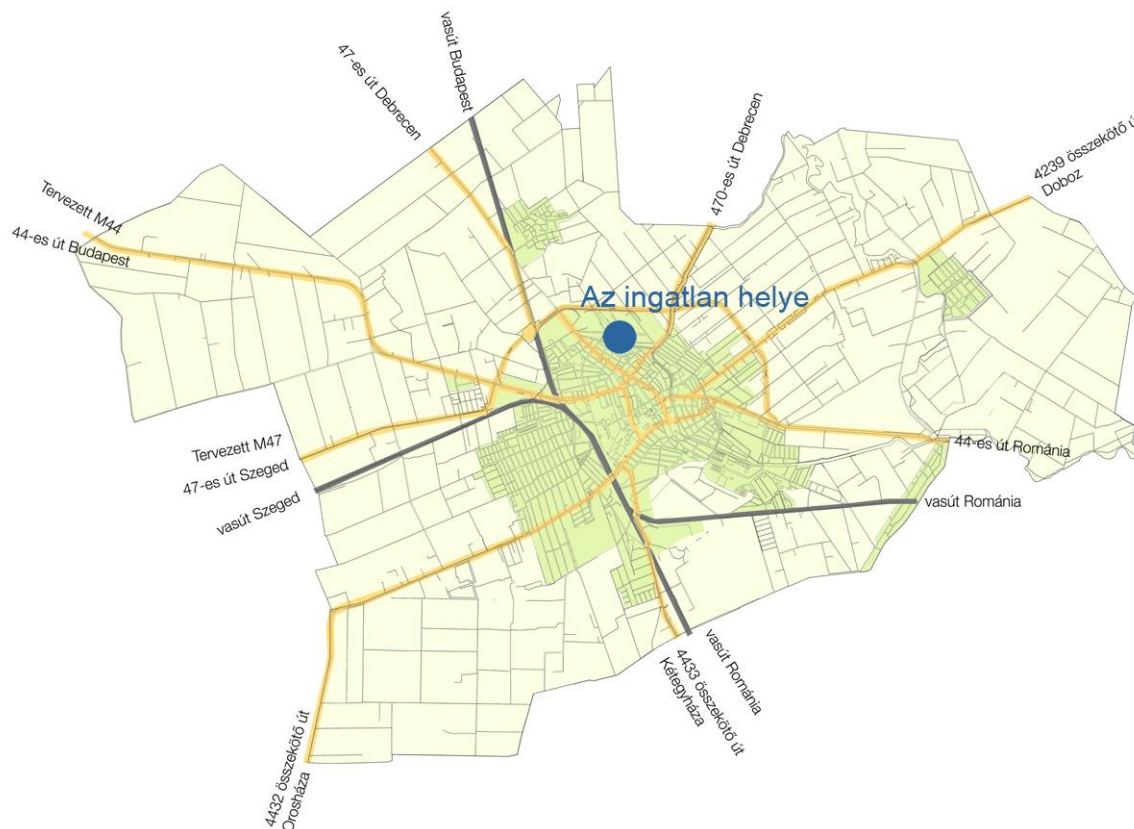 vasút Budapest
47-es út Debrecen
470-es út Debrecen
4239 összekötő út
Doboz
Tervezett M44
44-es út Budapest
Az ingatlan helye
Tervezett M47
47-es út Szeged
vasút Szeged
44-es út Románia
vasút Románia
vasút Románia
4433 összekötő út
Kétegyháza
4432 összekötő út
Orosháza